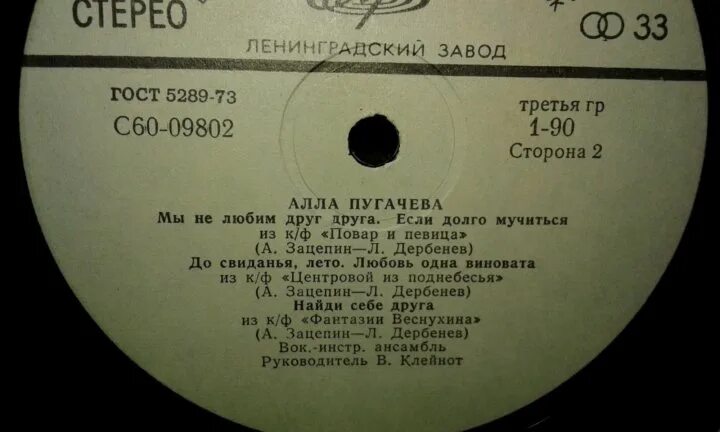 СТЕРЕО
33
ЛЕНИНГРАДСКИЙ ЗАВОД
ГОСТ 5289-73
С60-09802
третья гр
1-90
Сторона 2
АЛЛА ПУГАЧЕВА
Мы не любим друг друга. Если долго мучиться
из к/ф «Повар и певица»
(А. Зацепин—Л. Дербенев)
До свиданья, лето. Любовь одна виновата
из к/ф «Центровой из поднебесья»
(А. Зацепин—Л. Дербенев)
Найди себе друга
из к/ф «Фантазии Веснухина»
(А. Зацепин—Л. Дербенев)
Вок.-инстр. ансамбль
Руководитель В. Клейнот